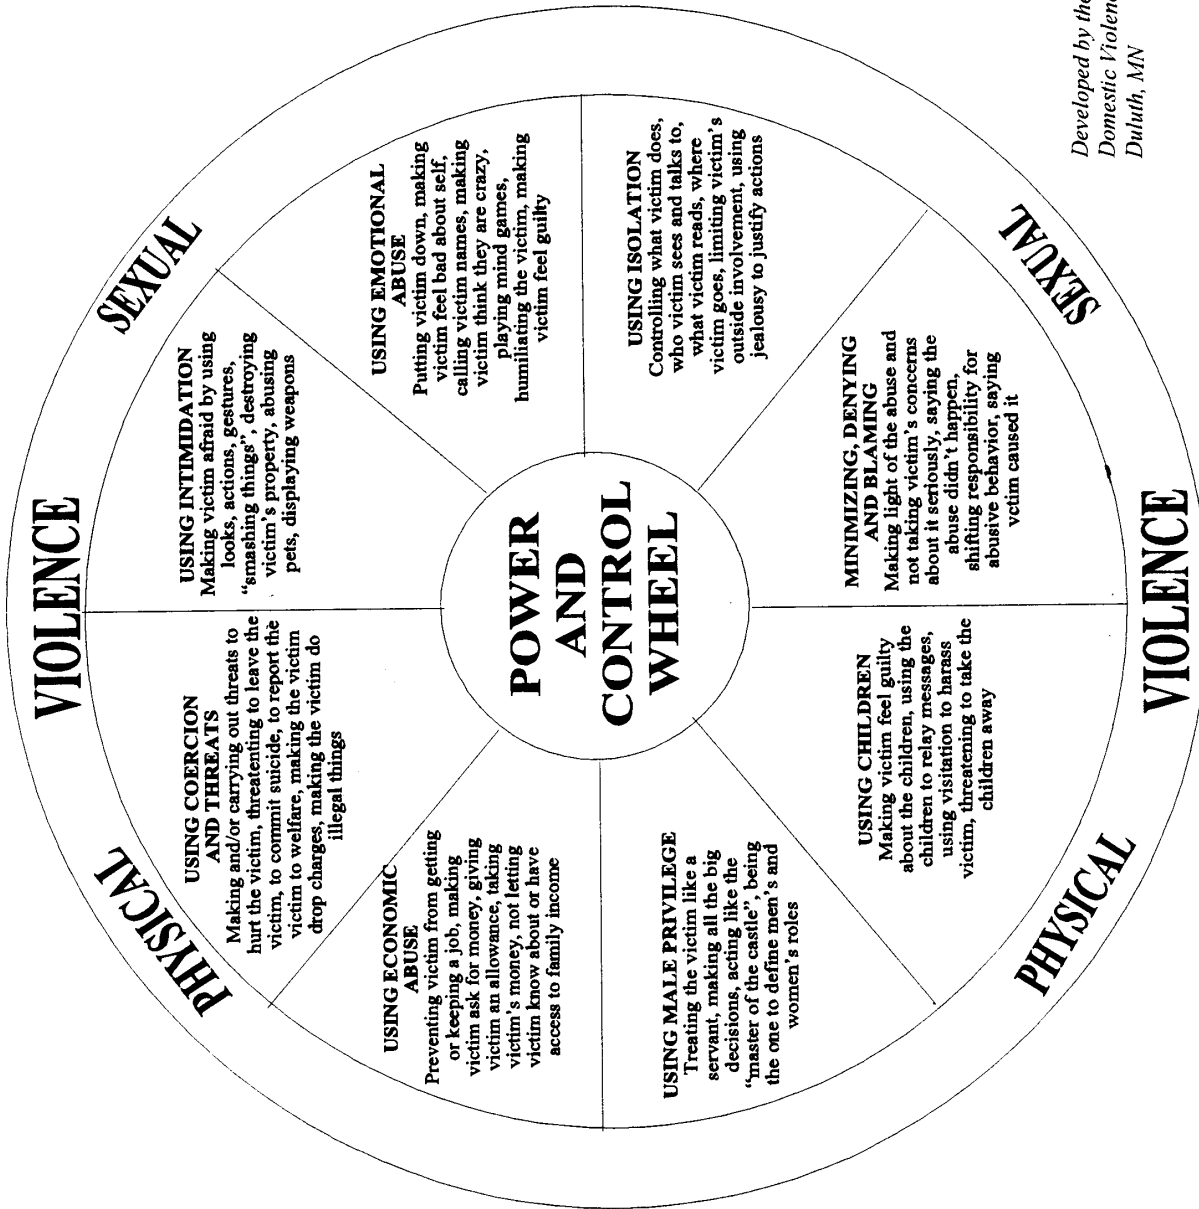 PHYSICAL
VIOLENCE
SEXUAL
USING COERCION
AND THREATS
Making and/or carrying out threats to
hurt the victim, threatenting to leave the
victim, to commit suicide, to report the
victim to welfare, making the victim
drop charges, making the victim do
illegal things
USING INTIMIDATION
Making victim afraid by using
looks, actions, gestures,
“smashing things”, destroying
victim's property, abusing
pets, displaying weapons
USING EMOTIONAL
ABUSE
Putting victim down, making
victim feel bad about self,
calling victim names, making
victim think they are crazy,
playing mind games,
humiliating the victim, making
victim feel guilty
USING ISOLATION
Controlling what victim does,
who victim sees and talks to,
what victim reads, where
victim goes, limiting victim's
outside involvement, using
jealousy to justify actions
MINIMIZING, DENYING
AND BLAMING
Making light of the abuse and
not taking victim's concerns
about it seriously, saying the
abuse didn't happen,
shifting responsibility for
abusive behavior, saying
vctim caused it
USING CHILDREN
Making victim feel guilty
about the children, using the
children to relay messages,
using visitation to harass
victim, threatening to take the
children away
USING MALE PRIVILEGE
Treating the victim like a
servant, making all the big
decisions, acting like the
“master of the castle”, being
the one to define men's and
women's roles
USING ECONOMIC
ABUSE
Preventing victim from getting
or keeping a job, making
victim ask for money, giving
victim an allowance, taking
victim's money, not letting
victim know about or have
access to family income
POWER
AND
CONTROL
WHEEL
PHYSICAL
VIOLENCE
SEXUAL
Developed by the
Domestic Violenc
Duluth, MN